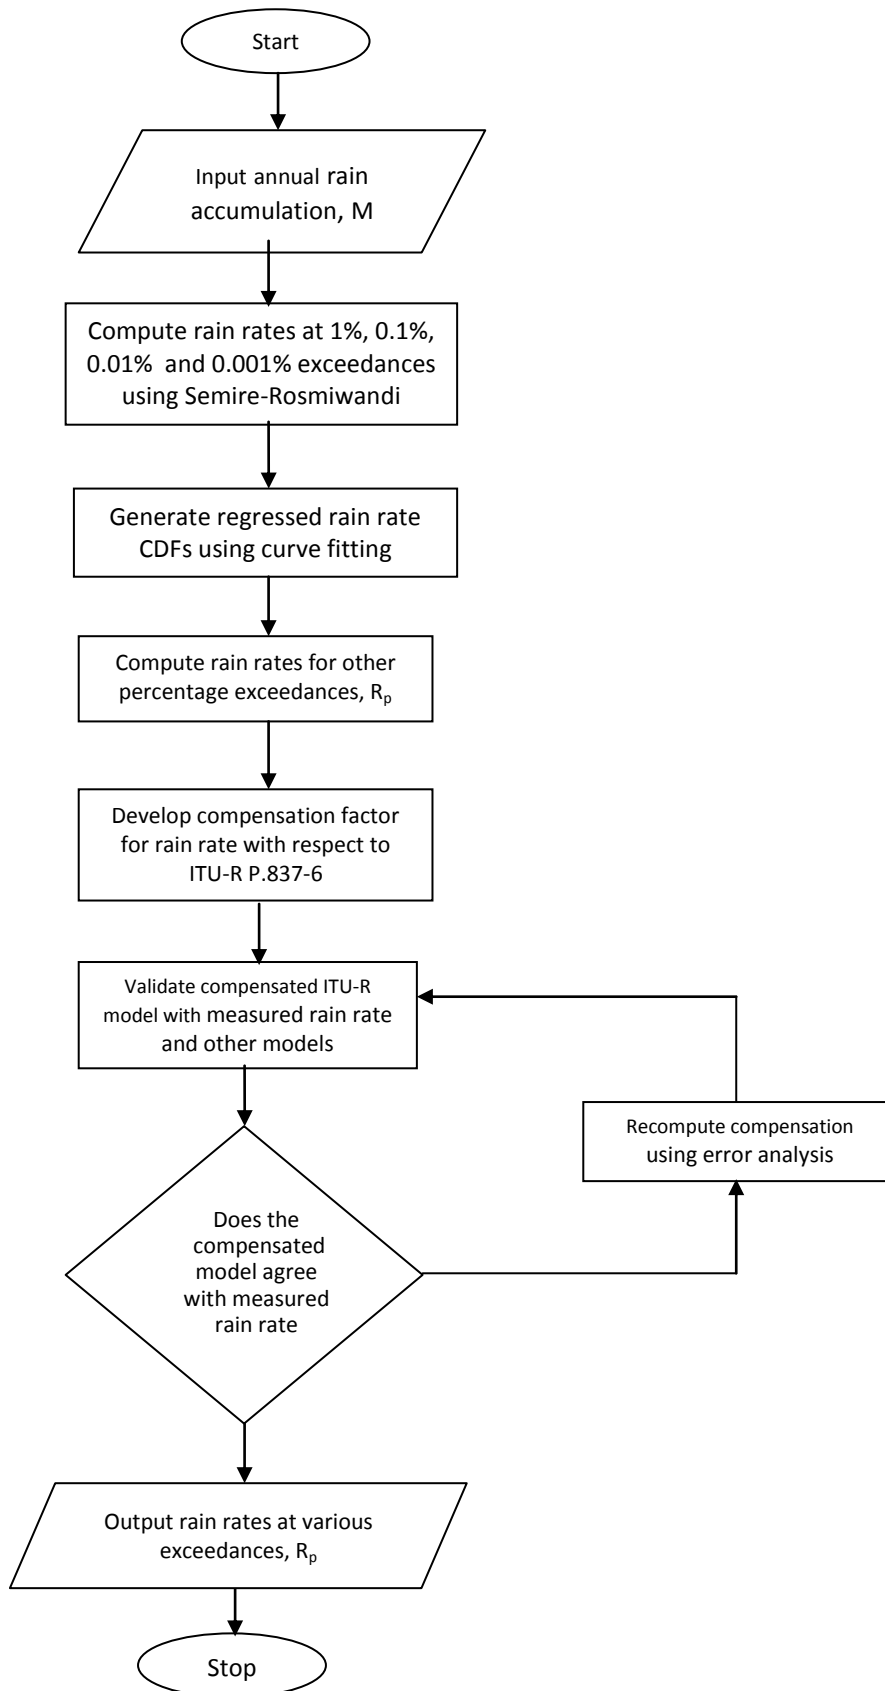 Start
Input annual rain
accumulation, M
Compute rain rates at 1%, 0.1%,
0.01%  and 0.001% exceedances
using Semire-Rosmiwandi
Generate regressed rain rate
CDFs using curve fitting
Compute rain rates for other
percentage exceedances, Rp
Develop compensation factor
for rain rate with respect to
ITU-R P.837-6
Validate compensated ITU-R
model with measured rain rate
and other models
Recompute compensation
using error analysis
Does the
compensated
model agree
with measured
rain rate
Output rain rates at various
exceedances, Rp
Stop